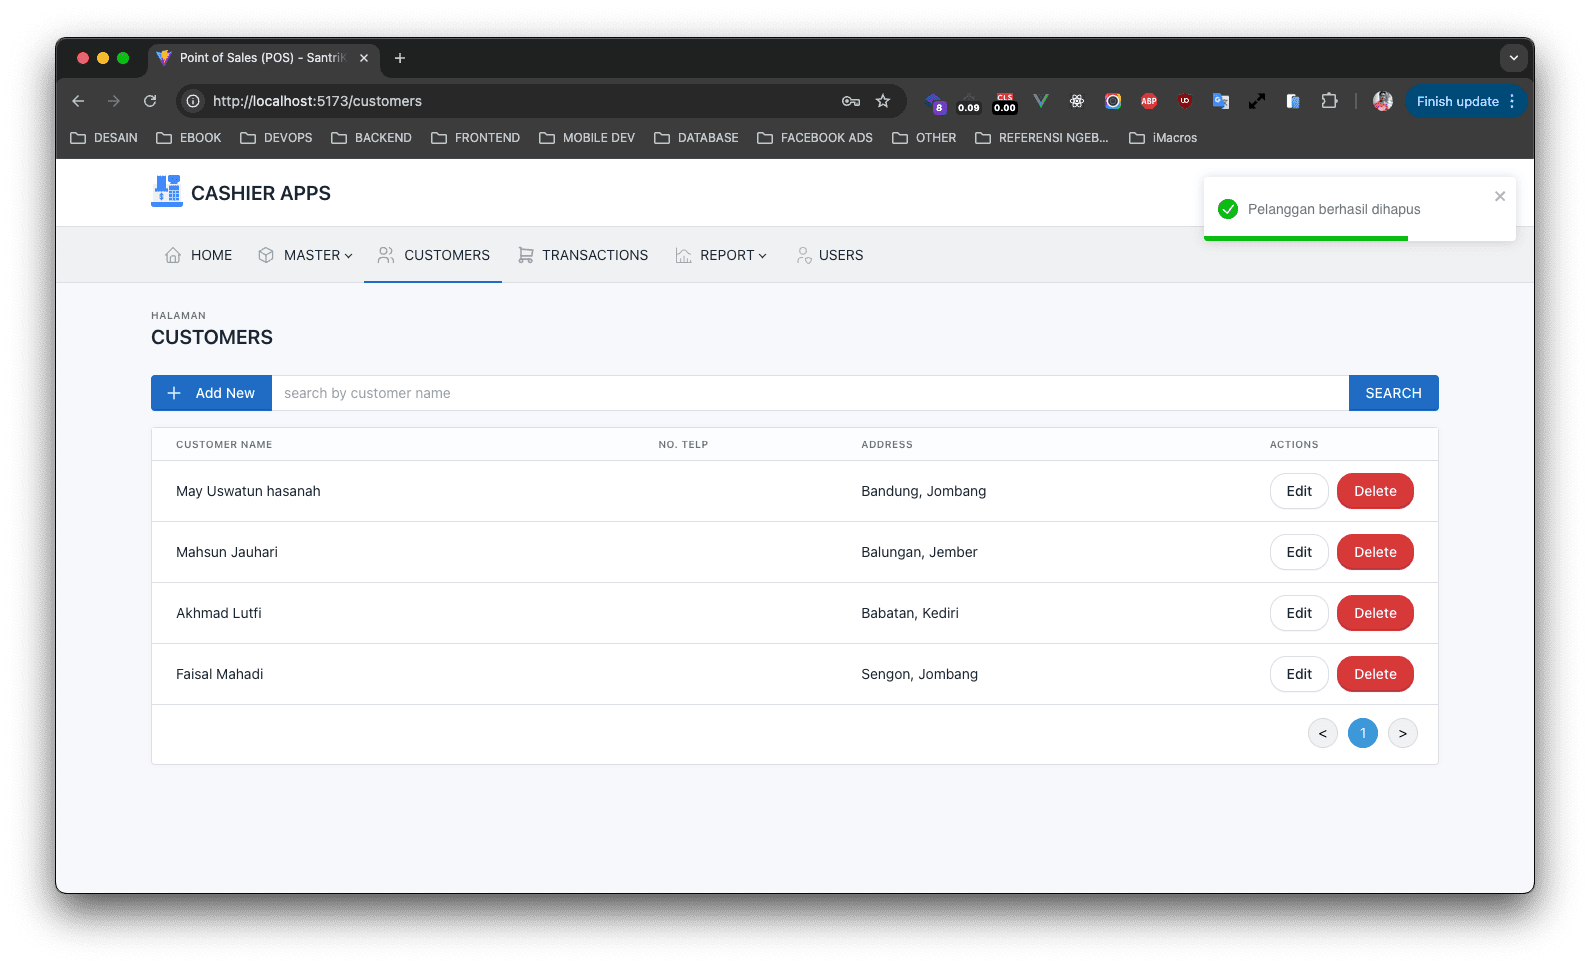 Point of Sales (POS) - SantriK
http://localhost:5173/customers
8
0.09
CLS
0.00
ABP
Finish update
DESAIN
EBOOK
DEVOPS
BACKEND
FRONTEND
MOBILE DEV
DATABASE
FACEBOOK ADS
OTHER
REFERENSI NGEB...
iMacros
CASHIER APPS
Pelanggan berhasil dihapus
HOME
MASTER
CUSTOMERS
TRANSACTIONS
REPORT
USERS
HALAMAN
CUSTOMERS
Add New
search by customer name
SEARCH
CUSTOMER NAME
NO. TELP
ADDRESS
ACTIONS
May Uswatun hasanah
Bandung, Jombang
Edit
Delete
Mahsun Jauhari
Balungan, Jember
Edit
Delete
Akhmad Lutfi
Babatan, Kediri
Edit
Delete
Faisal Mahadi
Sengon, Jombang
Edit
Delete
<
1
>